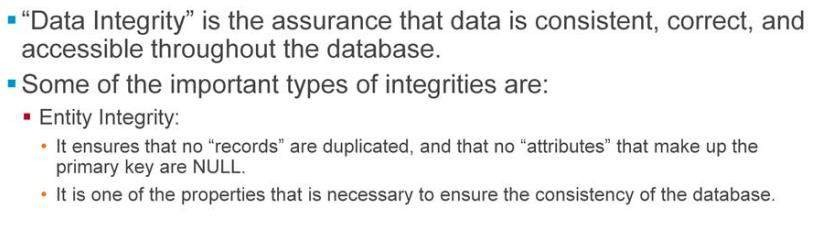 ▪ “Data Integrity” is the assurance that data is consistent, correct, and
accessible throughout the database.
▪ Some of the important types of integrities are:
▪ Entity Integrity:
• It ensures that no “records” are duplicated, and that no “attributes” that make up the
primary key are NULL.
• It is one of the properties that is necessary to ensure the consistency of the database.